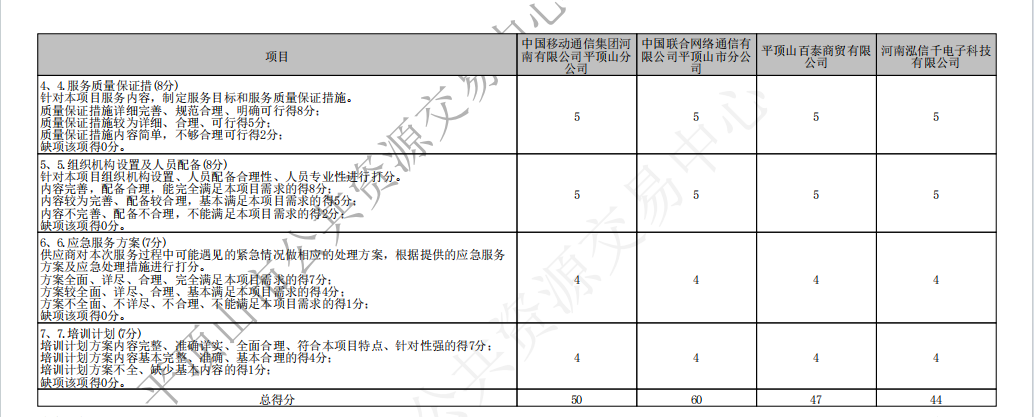 项目
中国移动通信集团河
南有限公司平顶山分
公司
中国联合网络通信有
限公司平顶山市分公
司
平顶山百泰商贸有限
公司
河南泓信千电子科技
有限公司
4、4.服务质量保证措(8分)
针对本项目服务内容，制定服务目标和服务质量保证措施。
质量保证措施详细完善、规范合理、明确可行得8分；
质量保证措施较为详细、合理、可行得5分；
质量保证措施内容简单，不够合理可行得2分；
缺项该项得0分。
5
5
5
5
5、5.组织机构设置及人员配备(8分)
针对本项目组织机构设置、人员配备合理性、人员专业性进行打分。
内容完善，配备合理，能完全满足本项目需求的得8分；
内容较为完善、配备较合理，基本满足本项目需求的得5分；
内容不完善、配备不合理，不能满足本项目需求的得2分；
缺项该项得0分。
5
5
5
5
6、6.应急服务方案(7分)
供应商对本次服务过程中可能遇见的紧急情况做相应的处理方案，根据提供的应急服务
方案及应急处理措施进行打分。
方案全面、详尽、合理、完全满足本项目需求的得7分；
方案较全面、详尽、合理、基本满足本项目需求的得4分；
方案不全面、不详尽、不合理、不能满足本项目需求的得1分；
缺项该项得0分。
4
4
4
4
7、7.培训计划(7分)
培训计划方案内容完整、准确详实、全面合理、符合本项目特点、针对性强的得7分；
培训计划方案内容基本完整、准确、基本合理的得4分；
培训计划方案不全、缺少基本内容的得1分；
缺项该项得0分。
4
4
4
4
总得分
50
60
47
44
平顶山市公共资源交易中心
公共资源交易中心